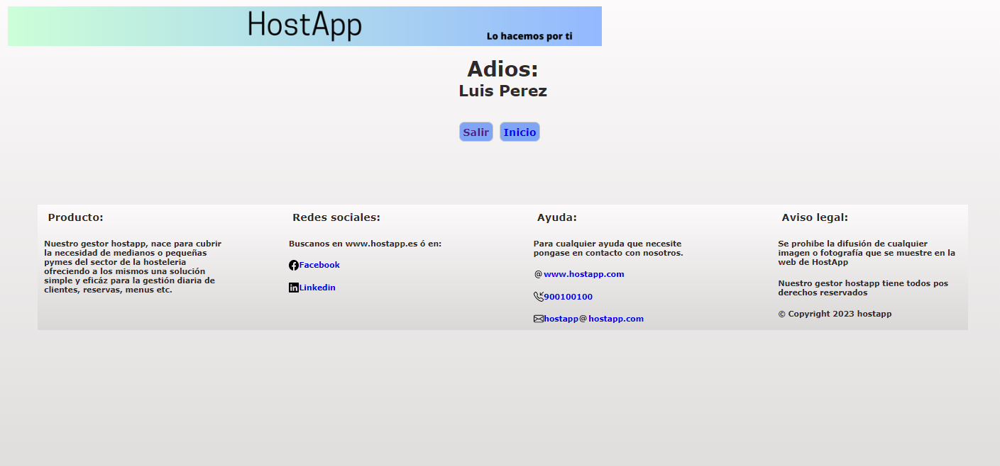 HostApp
Lo hacemos por ti
Adios:
Luis Perez
Salir Inicio
Producto:
Nuestro gestor hostapp, nace para cubrir
la necesidad de medianos o pequeñas
pymes del sector de la hosteleria
ofreciendo a los mismos una solución
simple y eficáz para la gestión diaria de
clientes, reservas, menus etc.
Redes sociales:
Buscanos en www.hostapp.es ó en:
Facebook
Linkedin
Ayuda:
Para cualquier ayuda que necesite
pongase en contacto con nosotros.
@www.hostapp.com
900100100
hostapp@hostapp.com
Aviso legal:
Se prohibe la difusión de cualquier
imagen o fotografía que se muestre en la
web de HostApp
Nuestro gestor hostapp tiene todos pos
derechos reservados
© Copyright 2023 hostapp